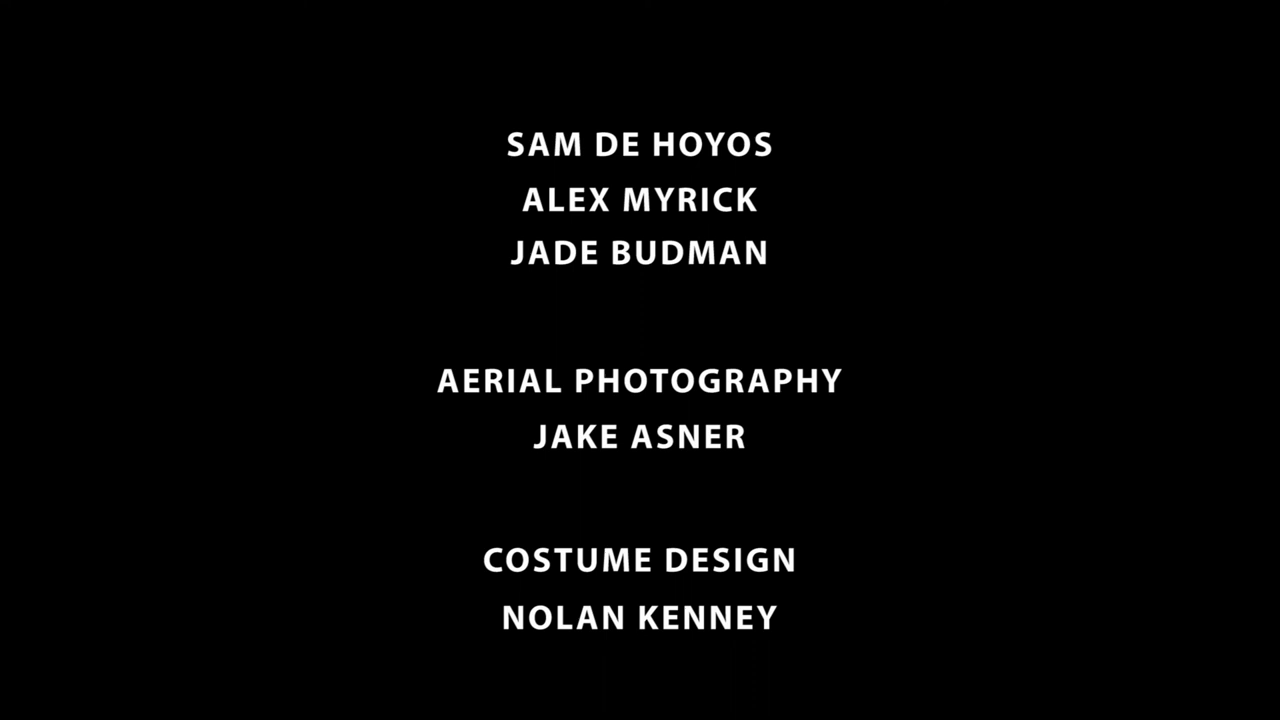 SAM DE HOYOS
ALEX MYRICK
JADE BUDMAN
AERIAL PHOTOGRAPHY
JAKE ASNER
COSTUME DESIGN
NOLAN KENNEY